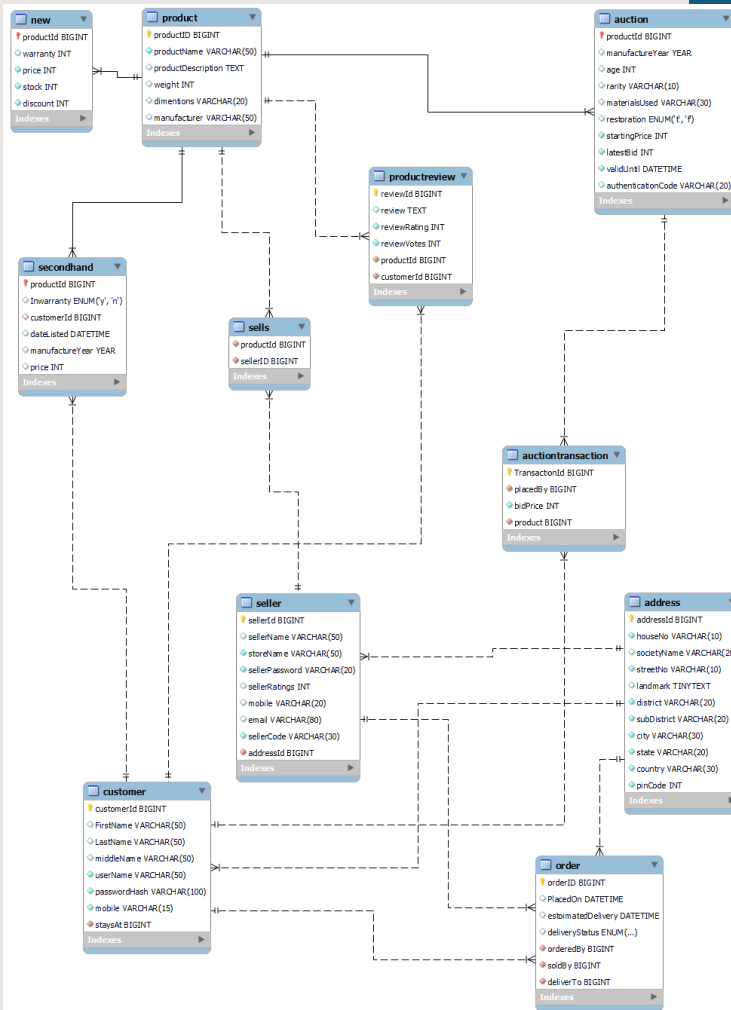 new
productId BIGINT
warranty INT
price INT
stock INT
discount INT
Indexes
product
productID BIGINT
productName VARCHAR(50)
productDescription TEXT
weight INT
dimentions VARCHAR(20)
manufacturer VARCHAR(50)
Indexes
auction
productId BIGINT
manufactureYear YEAR
age INT
rarity VARCHAR(10)
materialsUsed VARCHAR(30)
restoration ENUM('t', 'f')
startingPrice INT
latestBid INT
validUntil DATETIME
authenticationCode VARCHAR(20)
Indexes
productreview
reviewId BIGINT
review TEXT
reviewRating INT
reviewVotes INT
productId BIGINT
customerId BIGINT
Indexes
secondhand
productId BIGINT
Inwarranty ENUM('y', 'n')
customerId BIGINT
dateListed DATETIME
manufactureYear YEAR
price INT
Indexes
sells
productId BIGINT
sellerID BIGINT
Indexes
auctiontransaction
TransactionId BIGINT
placedBy BIGINT
bidPrice INT
product BIGINT
Indexes
seller
sellerId BIGINT
sellerName VARCHAR(50)
storeName VARCHAR(50)
sellerPassword VARCHAR(20)
sellerRatings INT
mobile VARCHAR(20)
email VARCHAR(80)
sellerCode VARCHAR(30)
addressId BIGINT
Indexes
address
addressId BIGINT
houseNo VARCHAR(10)
societyName VARCHAR(20
streetNo VARCHAR(10)
landmark TINYTEXT
district VARCHAR(20)
subDistrict VARCHAR(20)
city VARCHAR(30)
state VARCHAR(20)
country VARCHAR(30)
pinCode INT
Indexes
customer
customerId BIGINT
FirstName VARCHAR(50)
LastName VARCHAR(50)
middleName VARCHAR(50)
userName VARCHAR(50)
passwordHash VARCHAR(100)
mobile VARCHAR(15)
staysAt BIGINT
Indexes
order
orderID BIGINT
PlacedOn DATETIME
estoimatedDelivery DATETIME
deliveryStatus ENUM(...)
orderedBy BIGINT
soldBy BIGINT
deliverTo BIGINT
Indexes